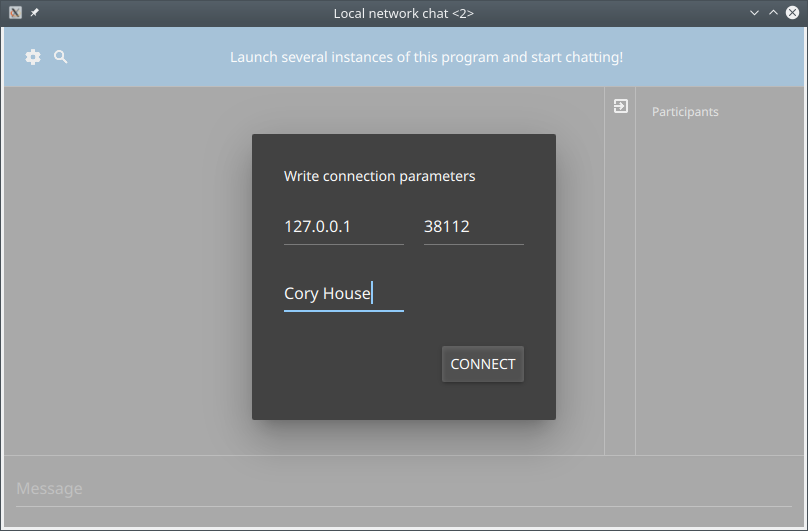 Local network chat <2>
Launch several instances of this program and start chatting!
Participants
Write connection parameters
127.0.0.1 38112
Cory House
CONNECT
Message